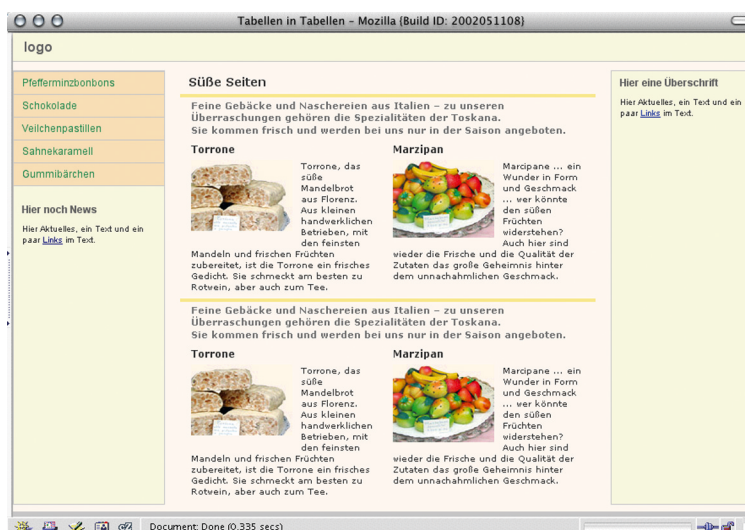 Tabellen in Tabellen – Mozilla {Build ID: 2002051108}
logo
Pfefferminzbonbons
Schokolade
Veilchenpastillen
Sahnekaramell
Gummibärchen
Hier noch News
Hier Aktuelles, ein Text und ein
paar Links im Text.
Süße Seiten
Feine Gebäcke und Naschereien aus Italien – zu unseren
Überraschungen gehören die Spezialitäten der Toskana.
Sie kommen frisch und werden bei uns nur in der Saison angeboten.
Torrone
Torrone, das
süße
Mandelbrot
aus Florenz.
Aus kleinen
handwerklichen
Betrieben, mit
den feinsten
Mandeln und frischen Früchten
zubereitet, ist die Torrone ein frisches
Gedicht. Sie schmeckt am besten zu
Rotwein, aber auch zum Tee.
Marzipan
Marcipane ... ein
Wunder in Form
und Geschmack
... wer könnte
den süßen
Früchten
widerstehen?
Auch hier sind
wieder die Frische und die Qualität der
Zutaten das große Geheimnis hinter
dem unnachahmlichen Geschmack.
Feine Gebäcke und Naschereien aus Italien – zu unseren
Überraschungen gehören die Spezialitäten der Toskana.
Sie kommen frisch und werden bei uns nur in der Saison angeboten.
Torrone
Torrone, das
süße
Mandelbrot
aus Florenz.
Aus kleinen
handwerklichen
Betrieben, mit
den feinsten
Mandeln und frischen Früchten
zubereitet, ist die Torrone ein frisches
Gedicht. Sie schmeckt am besten zu
Rotwein, aber auch zum Tee.
Marzipan
Marcipane ... ein
Wunder in Form
und Geschmack
... wer könnte
den süßen
Früchten
widerstehen?
Auch hier sind
wieder die Frische und die Qualität der
Zutaten das große Geheimnis hinter
dem unnachahmlichen Geschmack.
Hier eine Überschrift
Hier Aktuelles, ein Text und ein
paar Links im Text.
Document: Done (0.335 secs)